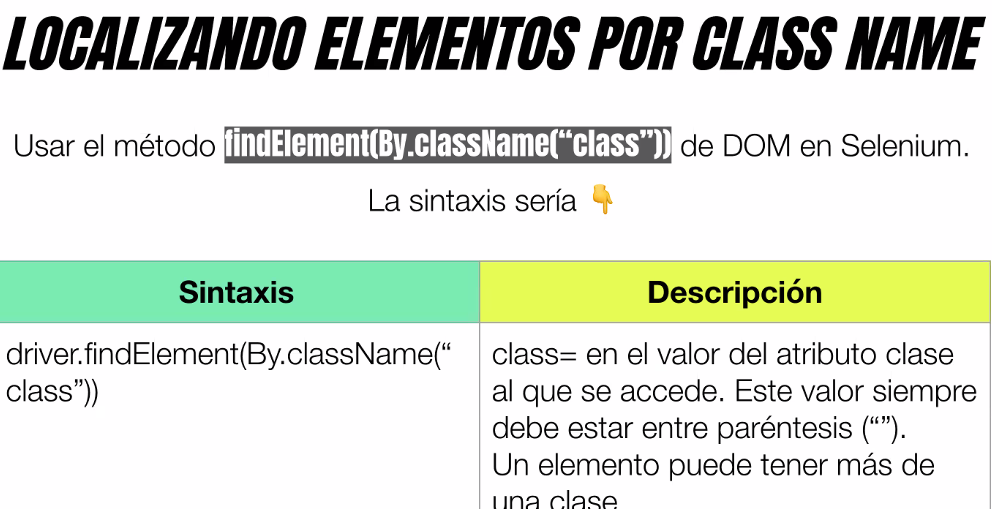 LOCALIZANDO ELEMENTOS POR CLASS NAME
Usar el método findElement(By.className(“class”)) de DOM en Selenium.
La sintaxis sería 👇
Sintaxis
Descripción
driver.findElement(By.className(“
class”))
class= en el valor del atributo clase
al que se accede. Este valor siempre
debe estar entre paréntesis (“”).
Un elemento puede tener más de
una clase